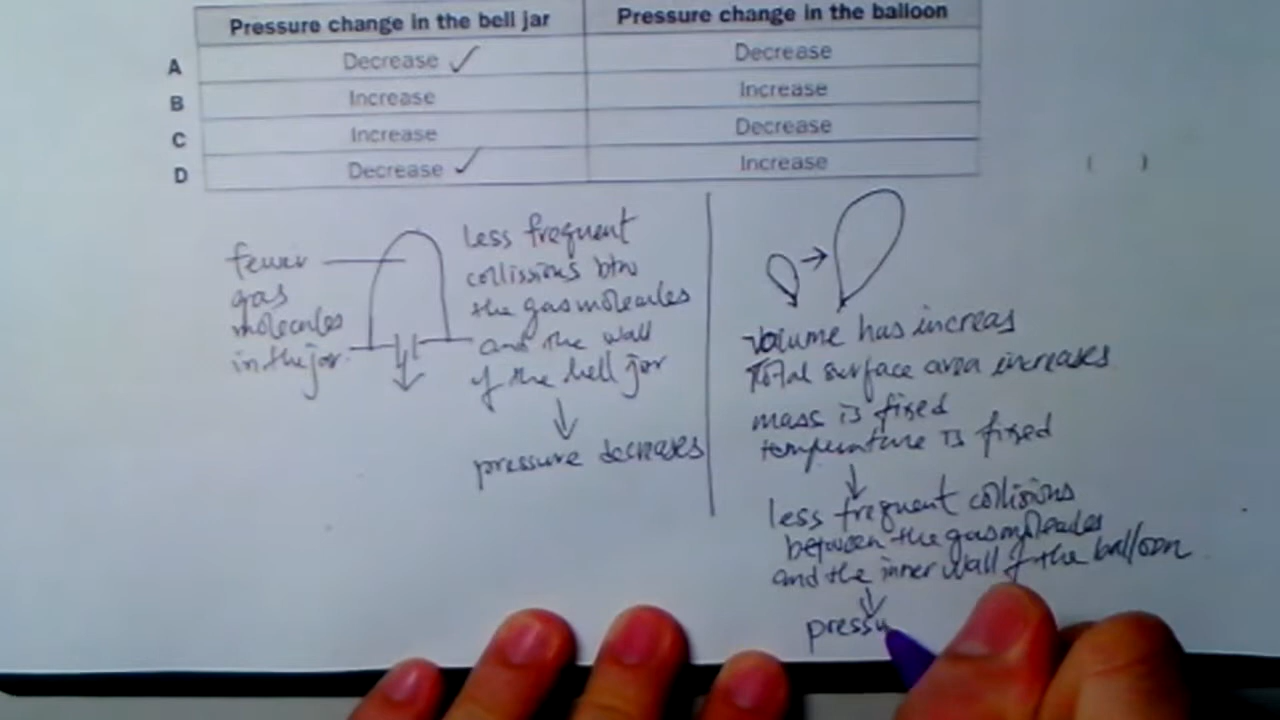 Pressure change in the bell jar Pressure change in the balloon
A Decrease ✓ Decrease
B Increase Increase
C Increase Decrease
D Decrease ✓ Increase
( )
fewer
gas
molecules
in the jar
less frequent
collissions btw
the gas molecules
and the wall
of the bell jar
↓
pressure decreases
→
Volume has increas
Total surface area increases
mass is fixed
temperature is fixed
↓
less frequent collisions
between the gas molecules
and the inner wall of the balloon
↓
pressu